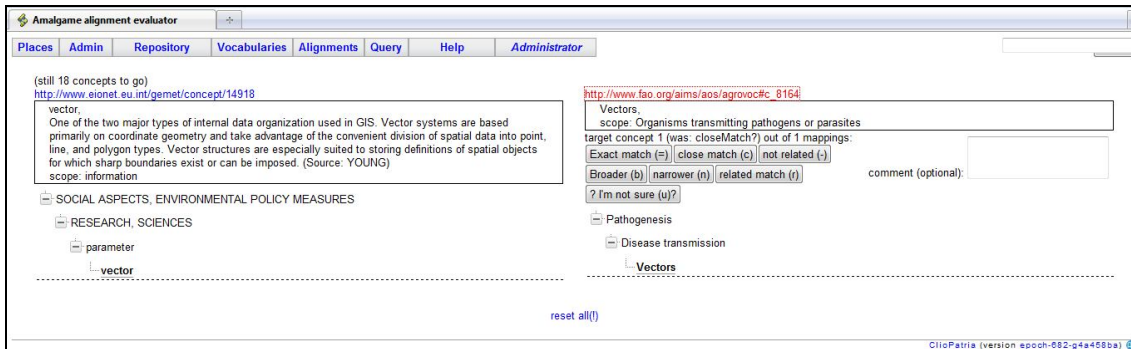 Amalgame alignment evaluator
Places Admin Repository Vocabularies Alignments Query Help Administrator
(still 18 concepts to go)
http://www.eionet.eu.int/gemet/concept/14918
vector,
One of the two major types of internal data organization used in GIS. Vector systems are based
primarily on coordinate geometry and take advantage of the convenient division of spatial data into point,
line, and polygon types. Vector structures are especially suited to storing definitions of spatial objects
for which sharp boundaries exist or can be imposed. (Source: YOUNG)
scope: information
SOCIAL ASPECTS, ENVIRONMENTAL POLICY MEASURES
RESEARCH, SCIENCES
parameter
vector
http://www.fao.org/aims/aos/agrovoc#c_8164
Vectors,
scope: Organisms transmitting pathogens or parasites
target concept 1 (was: closeMatch?) out of 1 mappings:
Exact match (=) close match (c) not related (-)
Broader (b) narrower (n) related match (r) comment (optional):
? I'm not sure (u)?
Pathogenesis
Disease transmission
Vectors
reset all(!)
ClioPatria (version epoch-682-g4a458ba)